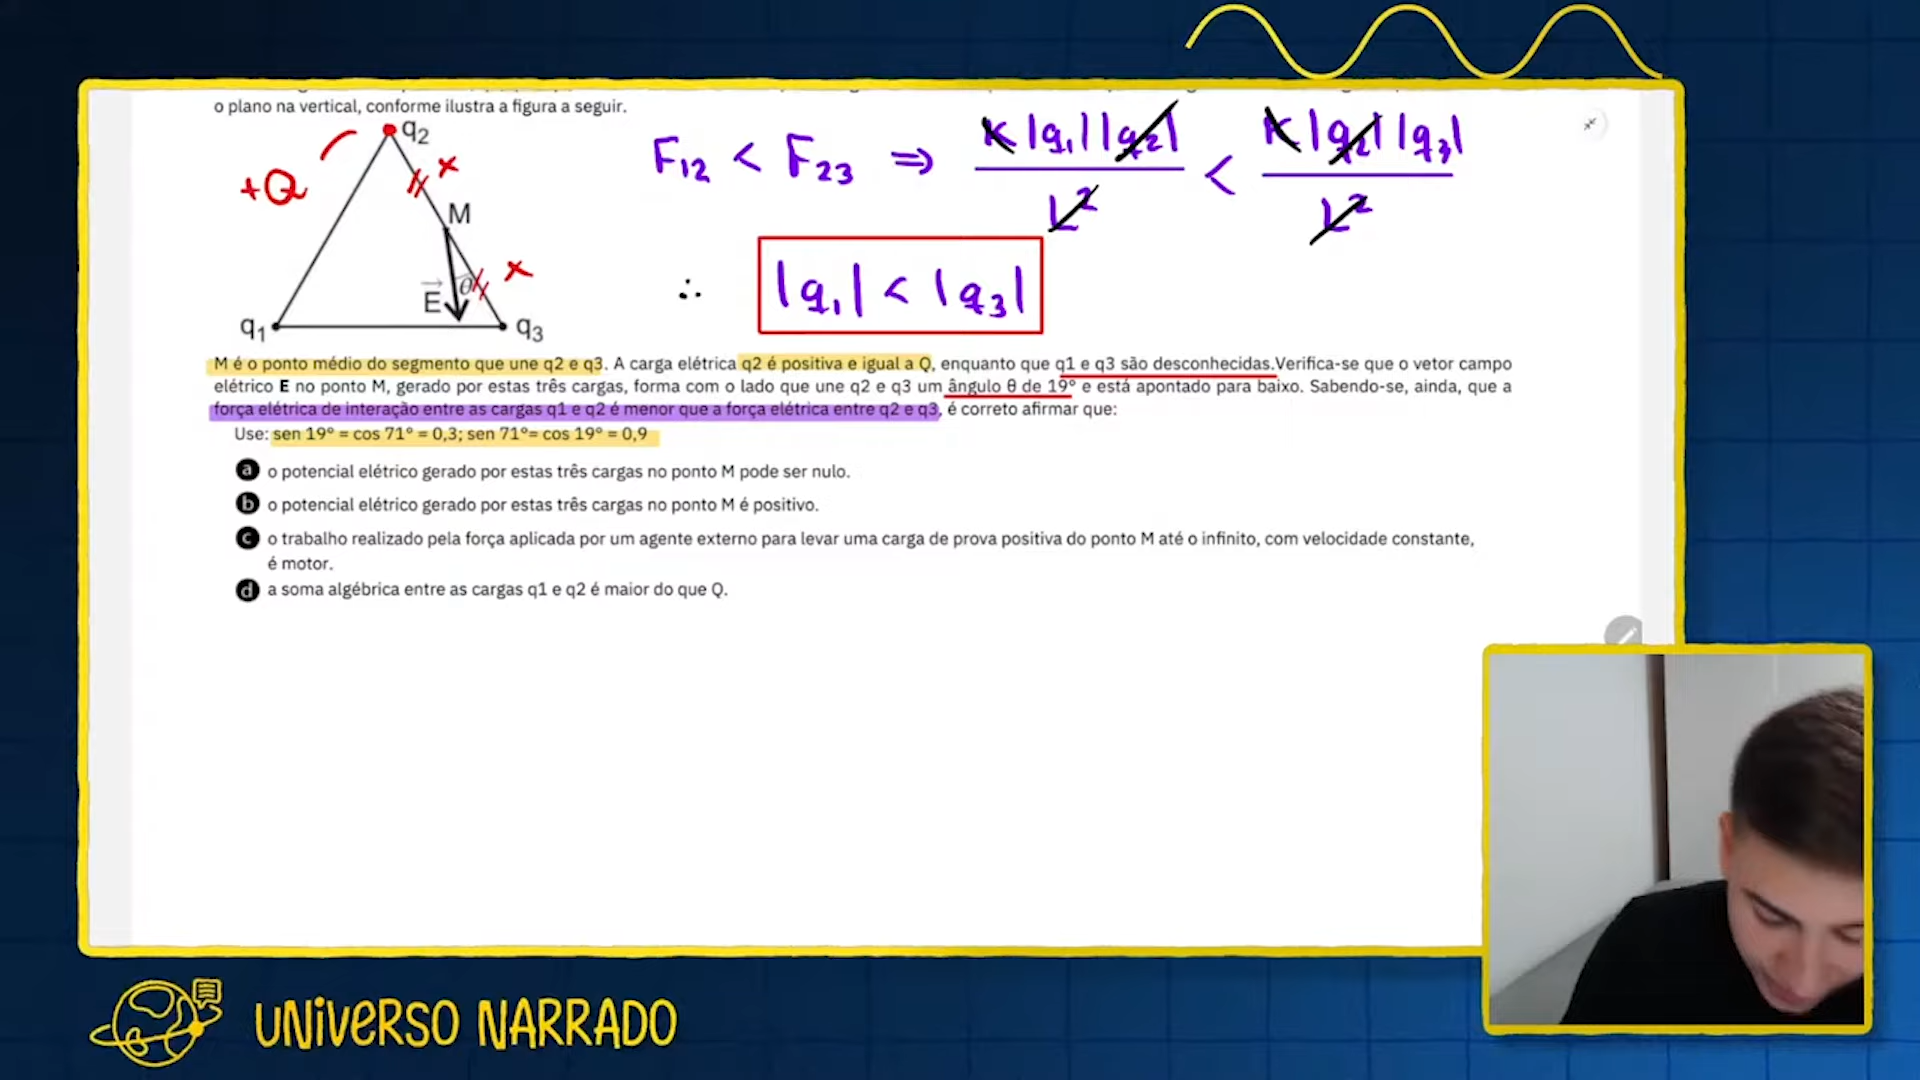 o plano na vertical, conforme ilustra a figura a seguir.
q2
+Q
x
M
E
θ
x
q1
q3
F12 < F23 ⇒ K|q1||q2| / L² < K|q2||q3| / L²
∴ |q1| < |q3|
M é o ponto médio do segmento que une q2 e q3. A carga elétrica q2 é positiva e igual a Q, enquanto que q1 e q3 são desconhecidas.Verifica-se que o vetor campo
elétrico E no ponto M, gerado por estas três cargas, forma com o lado que une q2 e q3 um ângulo θ de 19° e está apontado para baixo. Sabendo-se, ainda, que a
força elétrica de interação entre as cargas q1 e q2 é menor que a força elétrica entre q2 e q3, é correto afirmar que:
Use: sen 19° = cos 71° = 0,3; sen 71°= cos 19° = 0,9
a o potencial elétrico gerado por estas três cargas no ponto M pode ser nulo.
b o potencial elétrico gerado por estas três cargas no ponto M é positivo.
c o trabalho realizado pela força aplicada por um agente externo para levar uma carga de prova positiva do ponto M até o infinito, com velocidade constante,
é motor.
d a soma algébrica entre as cargas q1 e q2 é maior do que Q.
UNIVERSO NARRADO